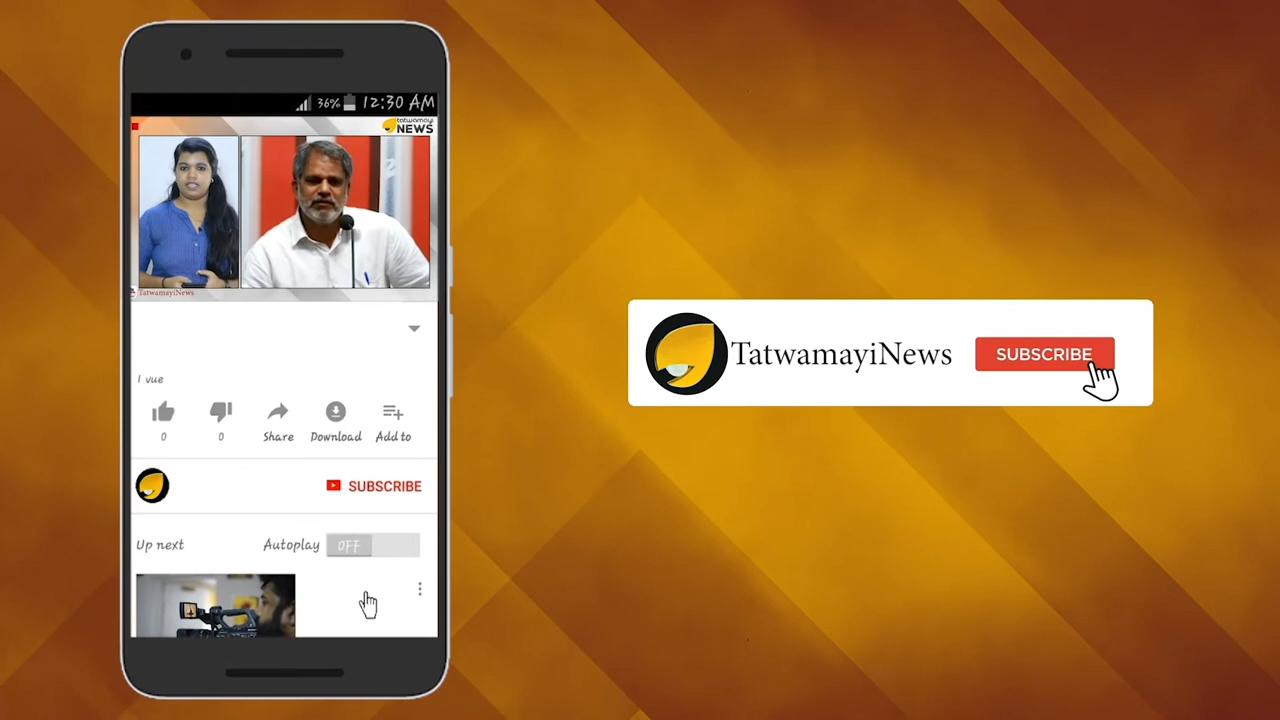 36% 12:30 AM
tatwamayi
NEWS
TatwamayiNews
1 vue
0 0 Share Download Add to
SUBSCRIBE
Up next Autoplay OFF
TatwamayiNews SUBSCRIBE